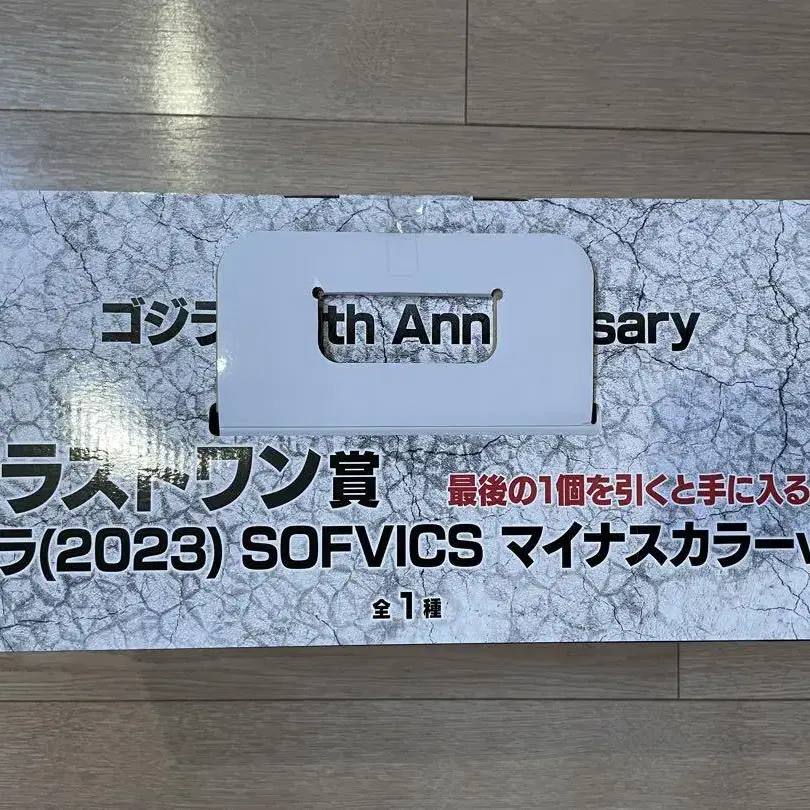 ゴジラ th Ann sary
ラストワン賞 最後の1個を引くと手に入る
ラ(2023) SOFVICS マイナスカラーv
全1種